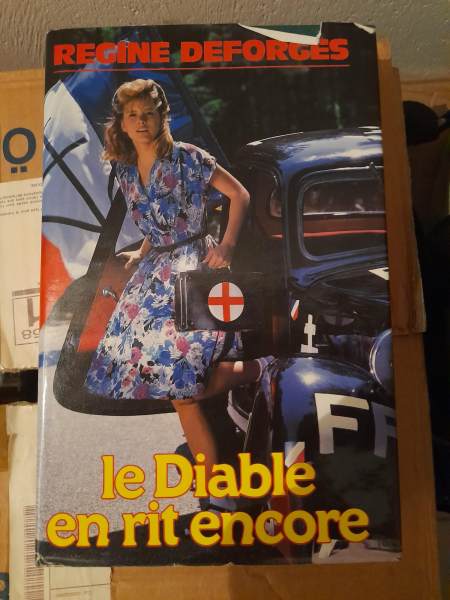 REGINE DEFORGES
FF
le Diable
en rit encore